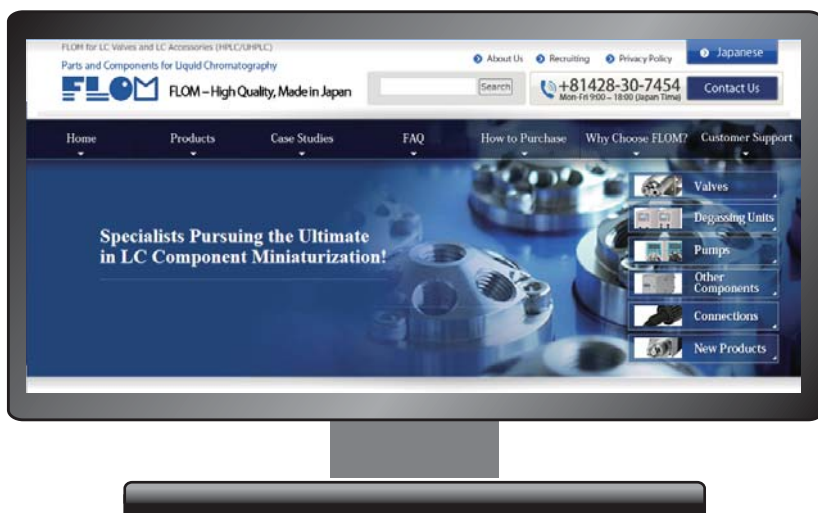 FLOM for LC Valves and LC Accessories (HPLC/UHPLC)
Parts and Components for Liquid Chromatography
FLOM
FLOM – High Quality, Made in Japan
About Us
Recruiting
Privacy Policy
Japanese
Search
+81428-30-7454
Mon-Fri 9:00 – 18:00 (Japan Time)
Contact Us
Home
Products
Case Studies
FAQ
How to Purchase
Why Choose FLOM?
Customer Support
Specialists Pursuing the Ultimate
in LC Component Miniaturization!
Valves
Degassing Units
Pumps
Other
Components
Connections
New Products